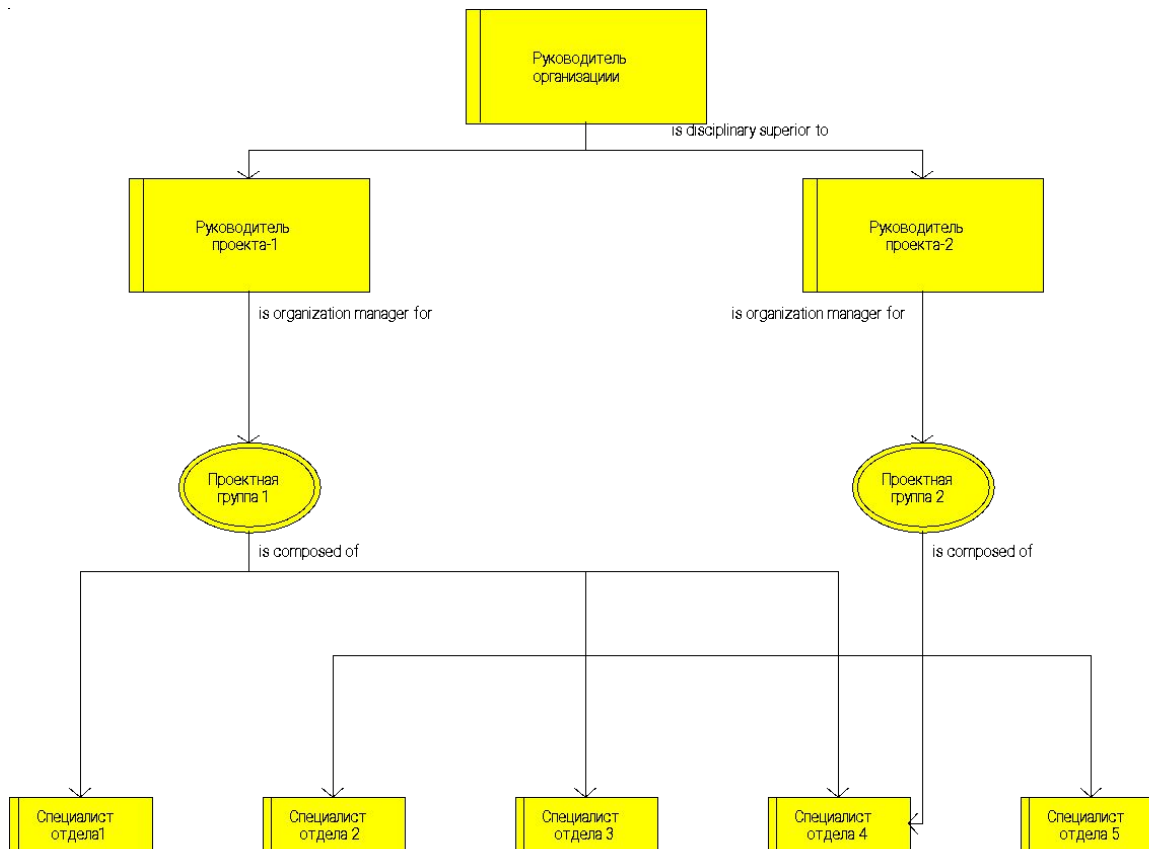 Руководитель
организациии
is disciplinary superior to
Руководитель
проекта-1
Руководитель
проекта-2
is organization manager for
is organization manager for
Проектная
группа 1
Проектная
группа 2
is composed of
is composed of
Специалист
отдела1
Специалист
отдела 2
Специалист
отдела 3
Специалист
отдела 4
Специалист
отдела 5